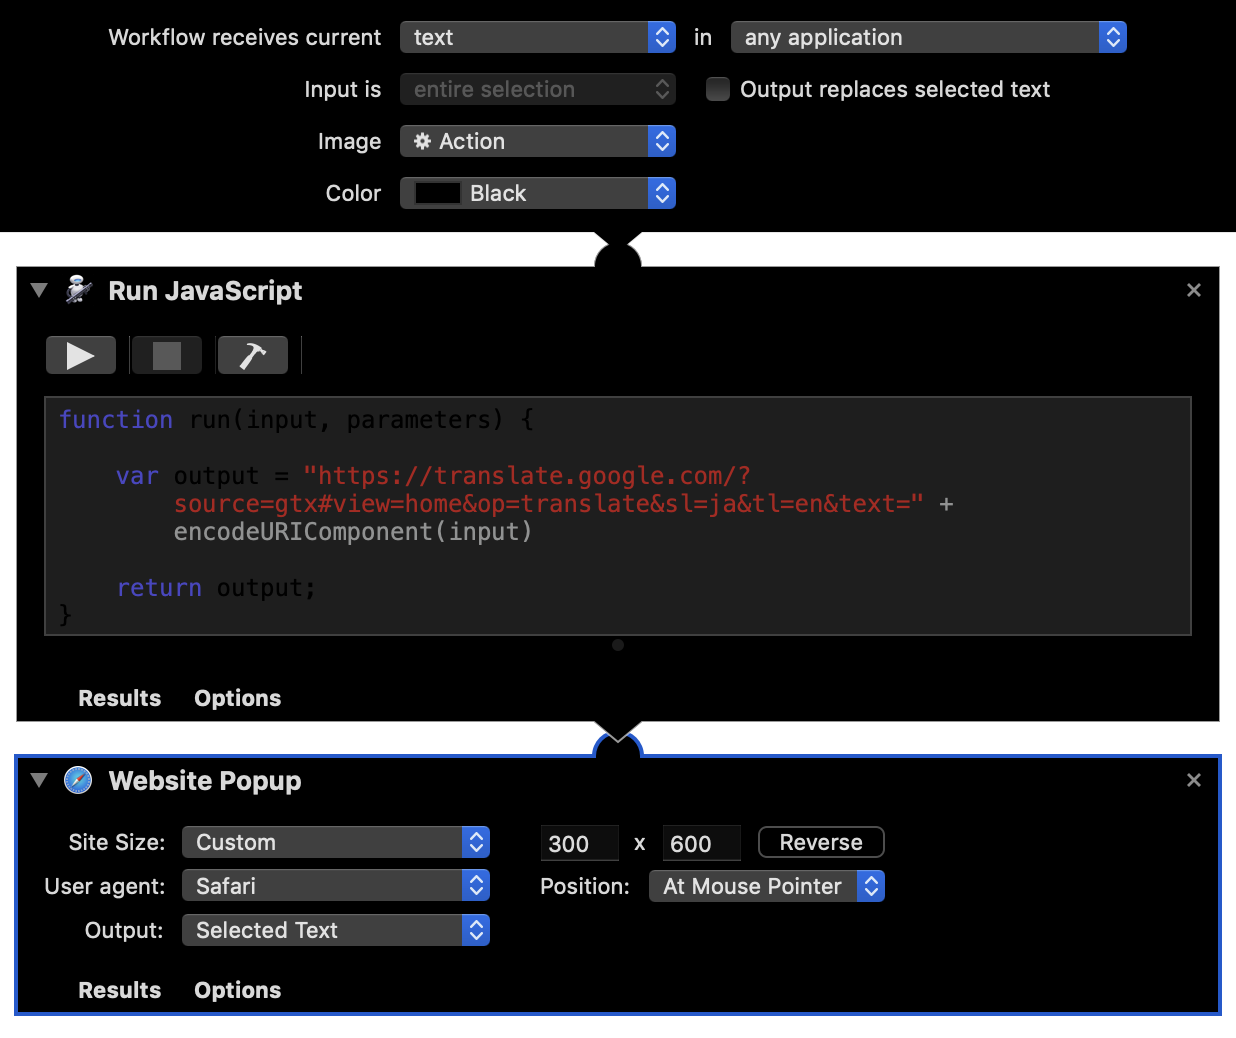 Workflow receives current text in any application
Input is entire selection Output replaces selected text
Image Action
Color Black
Run JavaScript
function run(input, parameters) {
var output = "https://translate.google.com/?
source=gtx#view=home&op=translate&sl=ja&tl=en&text=" +
encodeURIComponent(input)
return output;
}
Results Options
Website Popup
Site Size: Custom 300 x 600 Reverse
User agent: Safari Position: At Mouse Pointer
Output: Selected Text
Results Options